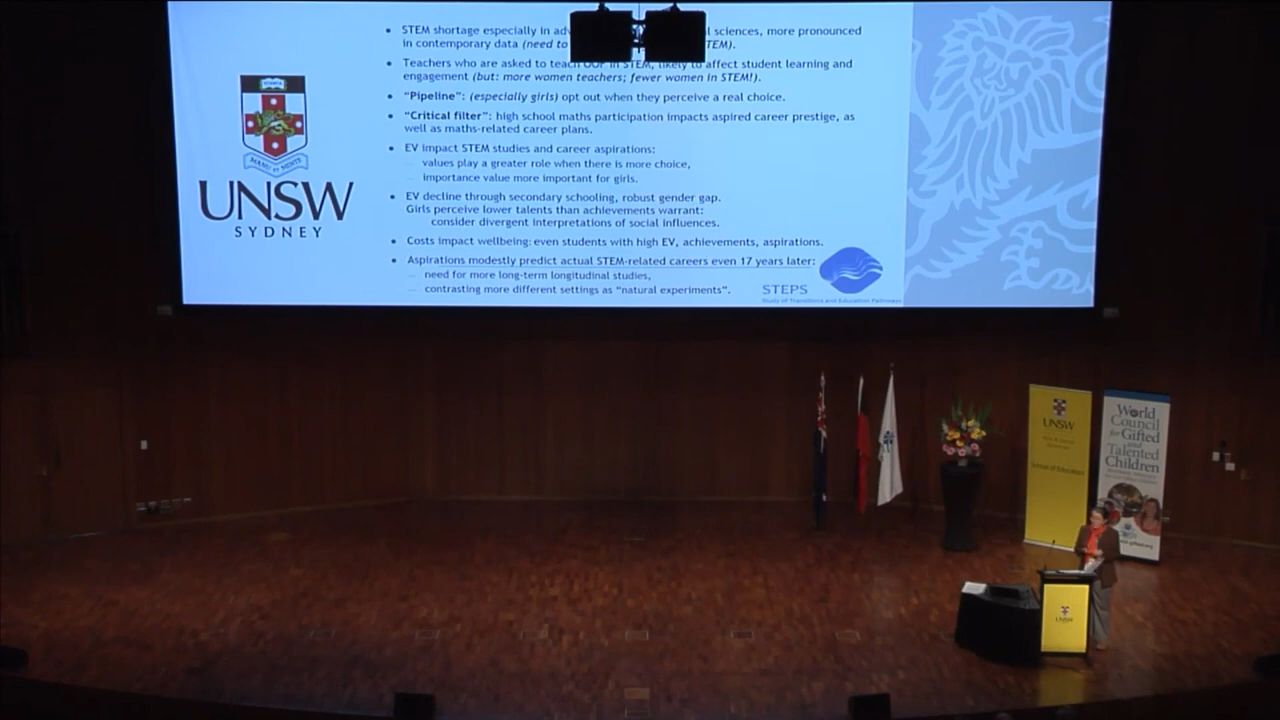 • STEM shortage especially in adv l sciences, more pronounced
in contemporary data (need to TEM).
• Teachers who are asked to teach OOF in STEM, likely to affect student learning and
engagement (but: more women teachers; fewer women in STEM!).
• “Pipeline”: (especially girls) opt out when they perceive a real choice.
• “Critical filter”: high school maths participation impacts aspired career prestige, as
well as maths-related career plans.
• EV impact STEM studies and career aspirations:
values play a greater role when there is more choice,
importance value more important for girls.
• EV decline through secondary schooling, robust gender gap.
Girls perceive lower talents than achievements warrant:
consider divergent interpretations of social influences.
• Costs impact wellbeing: even students with high EV, achievements, aspirations.
• Aspirations modestly predict actual STEM-related careers even 17 years later:
need for more long-term longitudinal studies,
contrasting more different settings as “natural experiments”.
MANU ET MENTE
UNSW
SYDNEY
STEPS
Study of Transitions and Education Pathways
UNSW
School of Education
World
Council
for Gifted
and
Talented
Children
UNSW